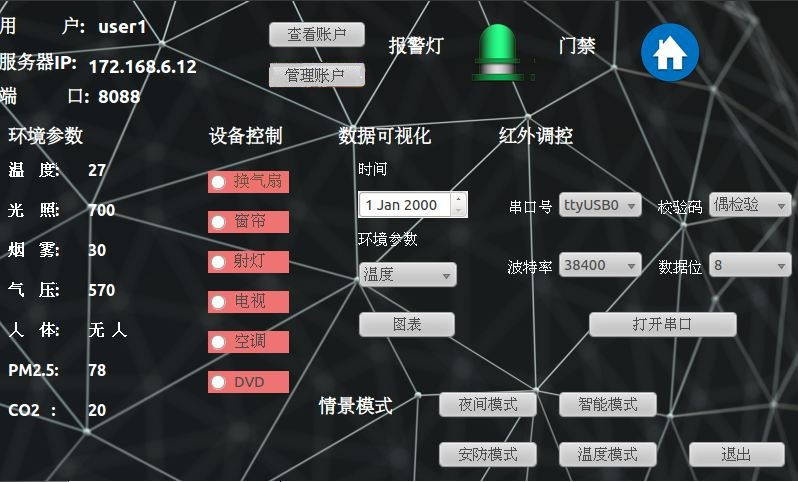 用 户: user1 查看账户 报警灯 门禁
服务器IP: 172.168.6.12 管理账户
端 口: 8088
环境参数 设备控制 数据可视化 红外调控
温 度: 27 换气扇 时间
光 照: 700 窗帘 1 Jan 2000 串口号 ttyUSB0 校验码 偶检验
烟 雾: 30 射灯 环境参数 波特率 38400 数据位 8
气 压: 570 电视 温度
人 体: 无 人 空调 图表 打开串口
PM2.5: 78 DVD
CO2 : 20 情景模式 夜间模式 智能模式
安防模式 温度模式 退出